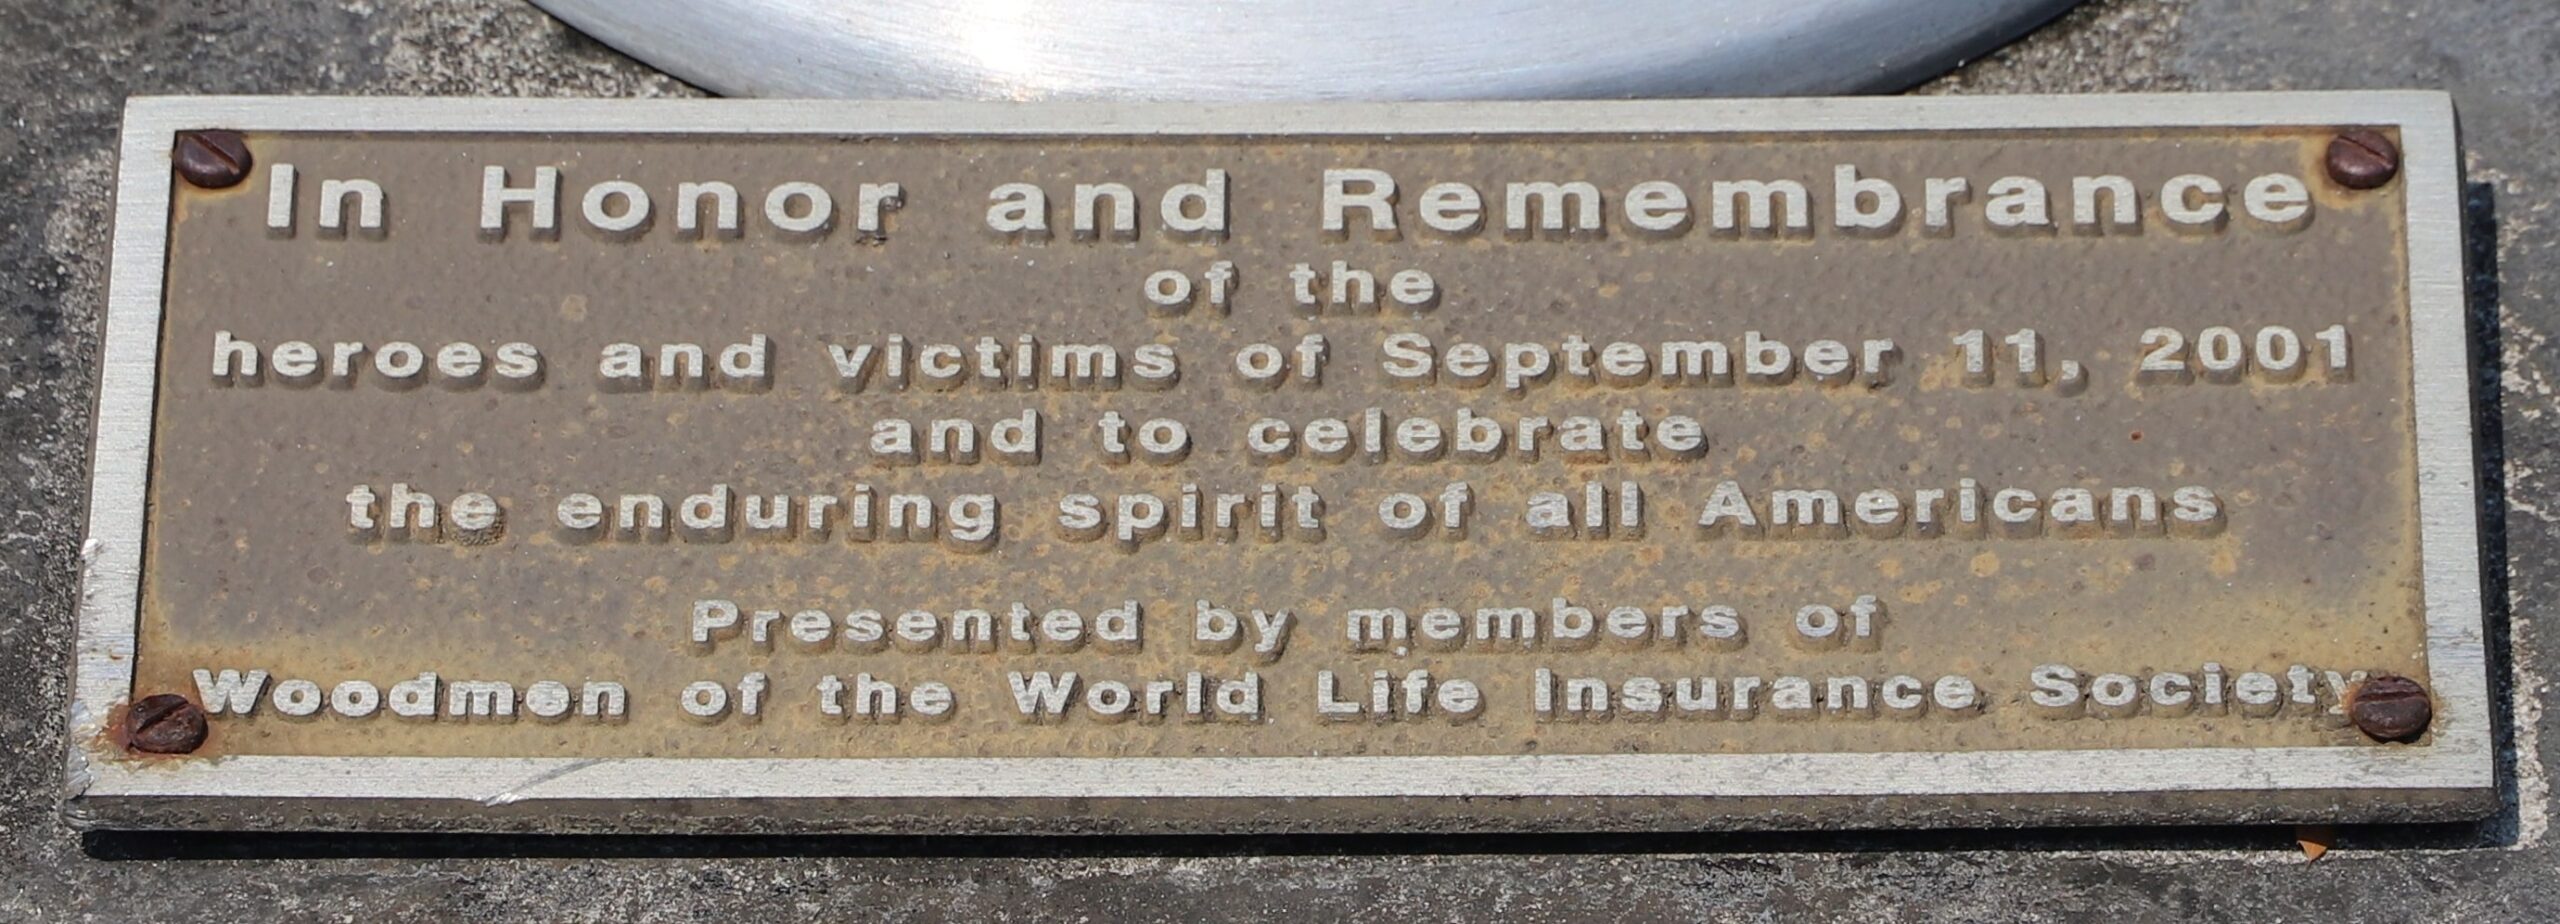 In Honor and Remembrance
of the
heroes and victims of September 11, 2001
and to celebrate
the enduring spirit of all Americans
Presented by members of
Woodmen of the World Life Insurance Society